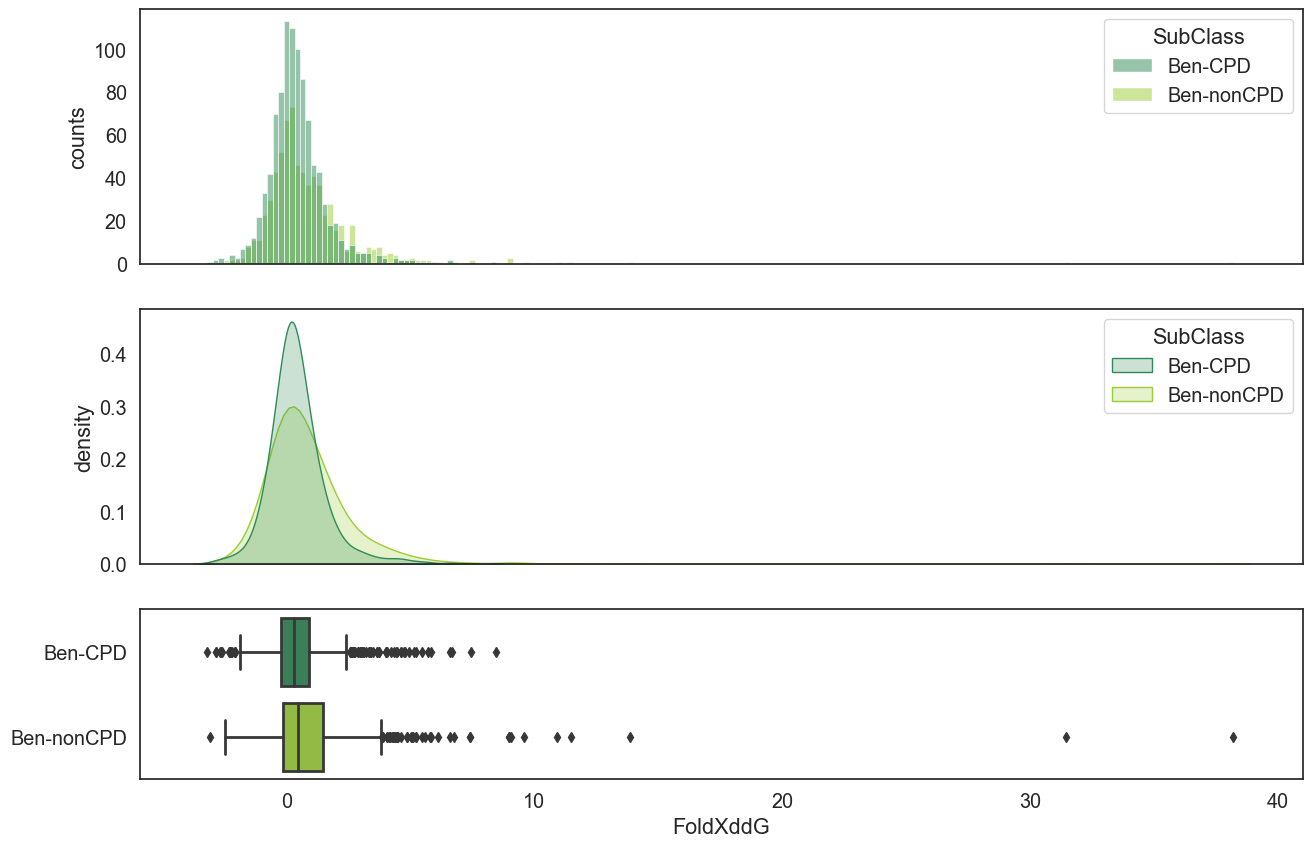 SubClass
Ben-CPD
Ben-nonCPD
counts
100
80
60
40
20
0
SubClass
Ben-CPD
Ben-nonCPD
density
0.4
0.3
0.2
0.1
0.0
Ben-CPD
Ben-nonCPD
0 10 20 30 40
FoldXddG